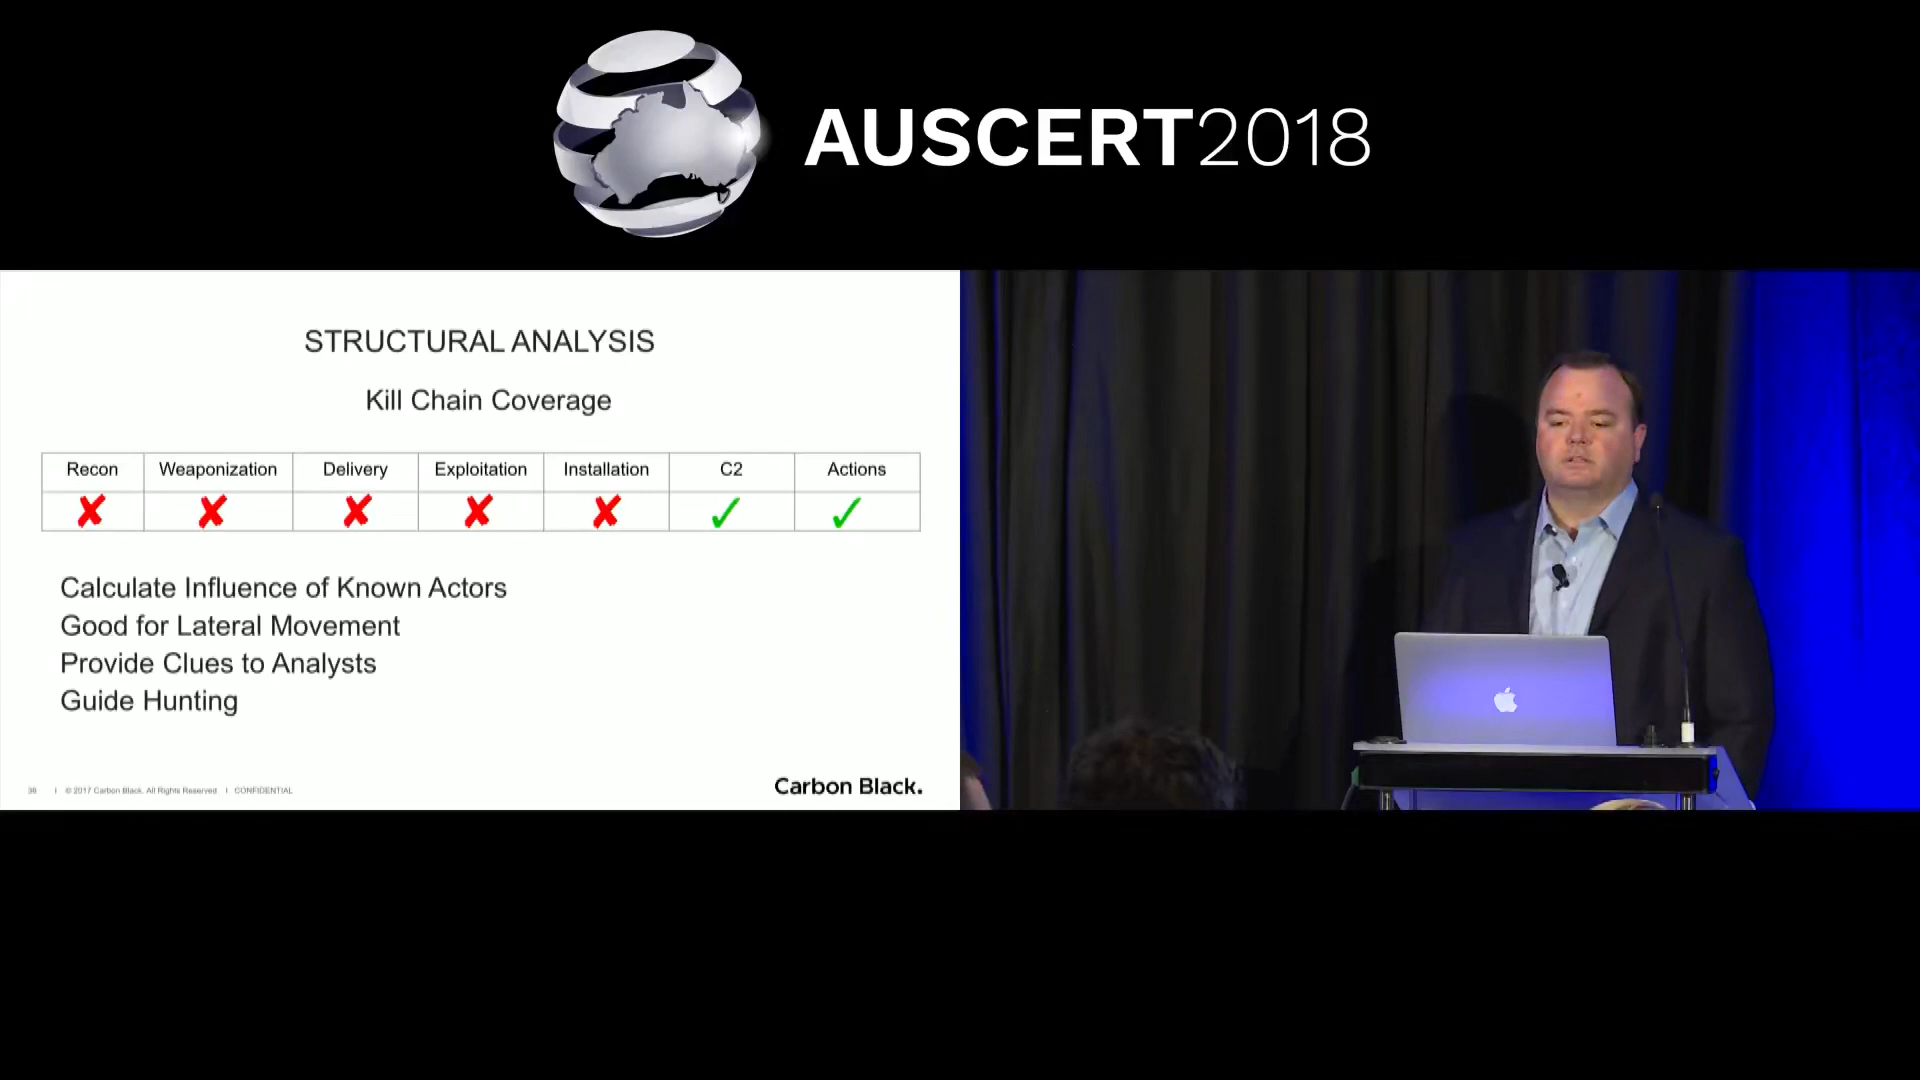 AUSCERT2018
STRUCTURAL ANALYSIS
Kill Chain Coverage
Recon Weaponization Delivery Exploitation Installation C2 Actions
✘ ✘ ✘ ✘ ✘ ✓ ✓
Calculate Influence of Known Actors
Good for Lateral Movement
Provide Clues to Analysts
Guide Hunting
36 | © 2017 Carbon Black. All Rights Reserved | CONFIDENTIAL
Carbon Black.